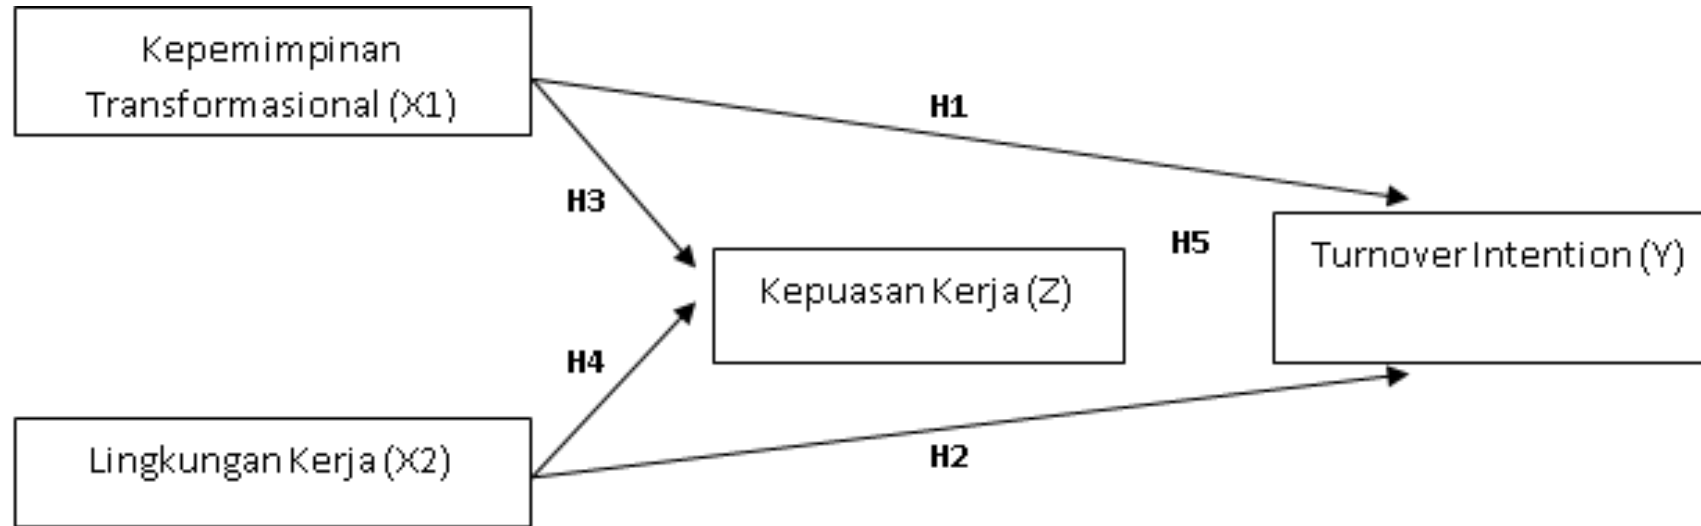 Kepemimpinan
Transformasional (X1)
H1
H3
H5
Turnover Intention (Y)
Kepuasan Kerja (Z)
H4
Lingkungan Kerja (X2)
H2